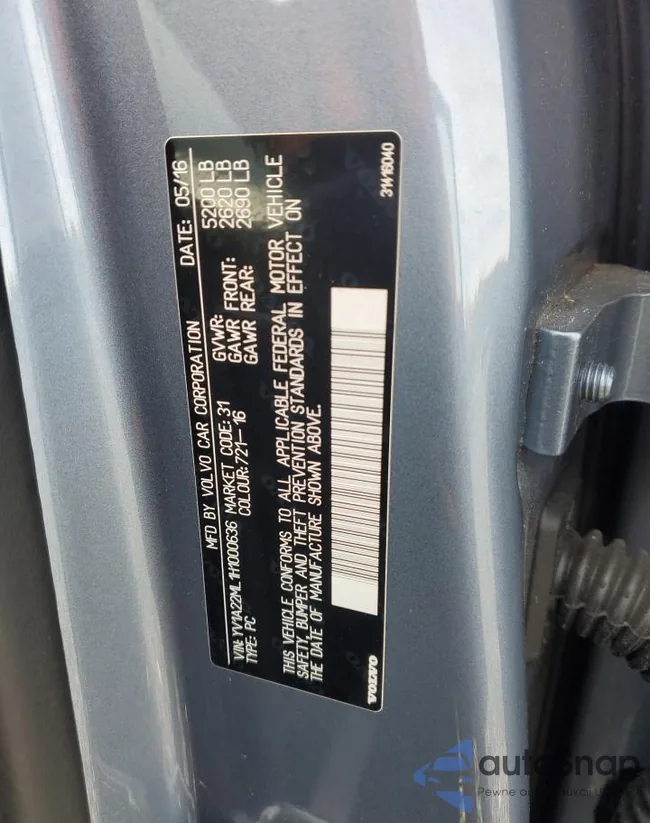 MFD BY VOLVO CAR CORPORATION DATE: 05/16
VIN: YV1A22ML1H1000636 MARKET CODE: 31 GVWR: 5200 LB
TYPE: PC COLOUR: 721-16 GAWR FRONT: 2620 LB
GAWR REAR: 2690 LB
THIS VEHICLE CONFORMS TO ALL APPLICABLE FEDERAL MOTOR VEHICLE
SAFETY, BUMPER AND THEFT PREVENTION STANDARDS IN EFFECT ON
THE DATE OF MANUFACTURE SHOWN ABOVE.
VOLVO 31416040
autosnap
Pewne au